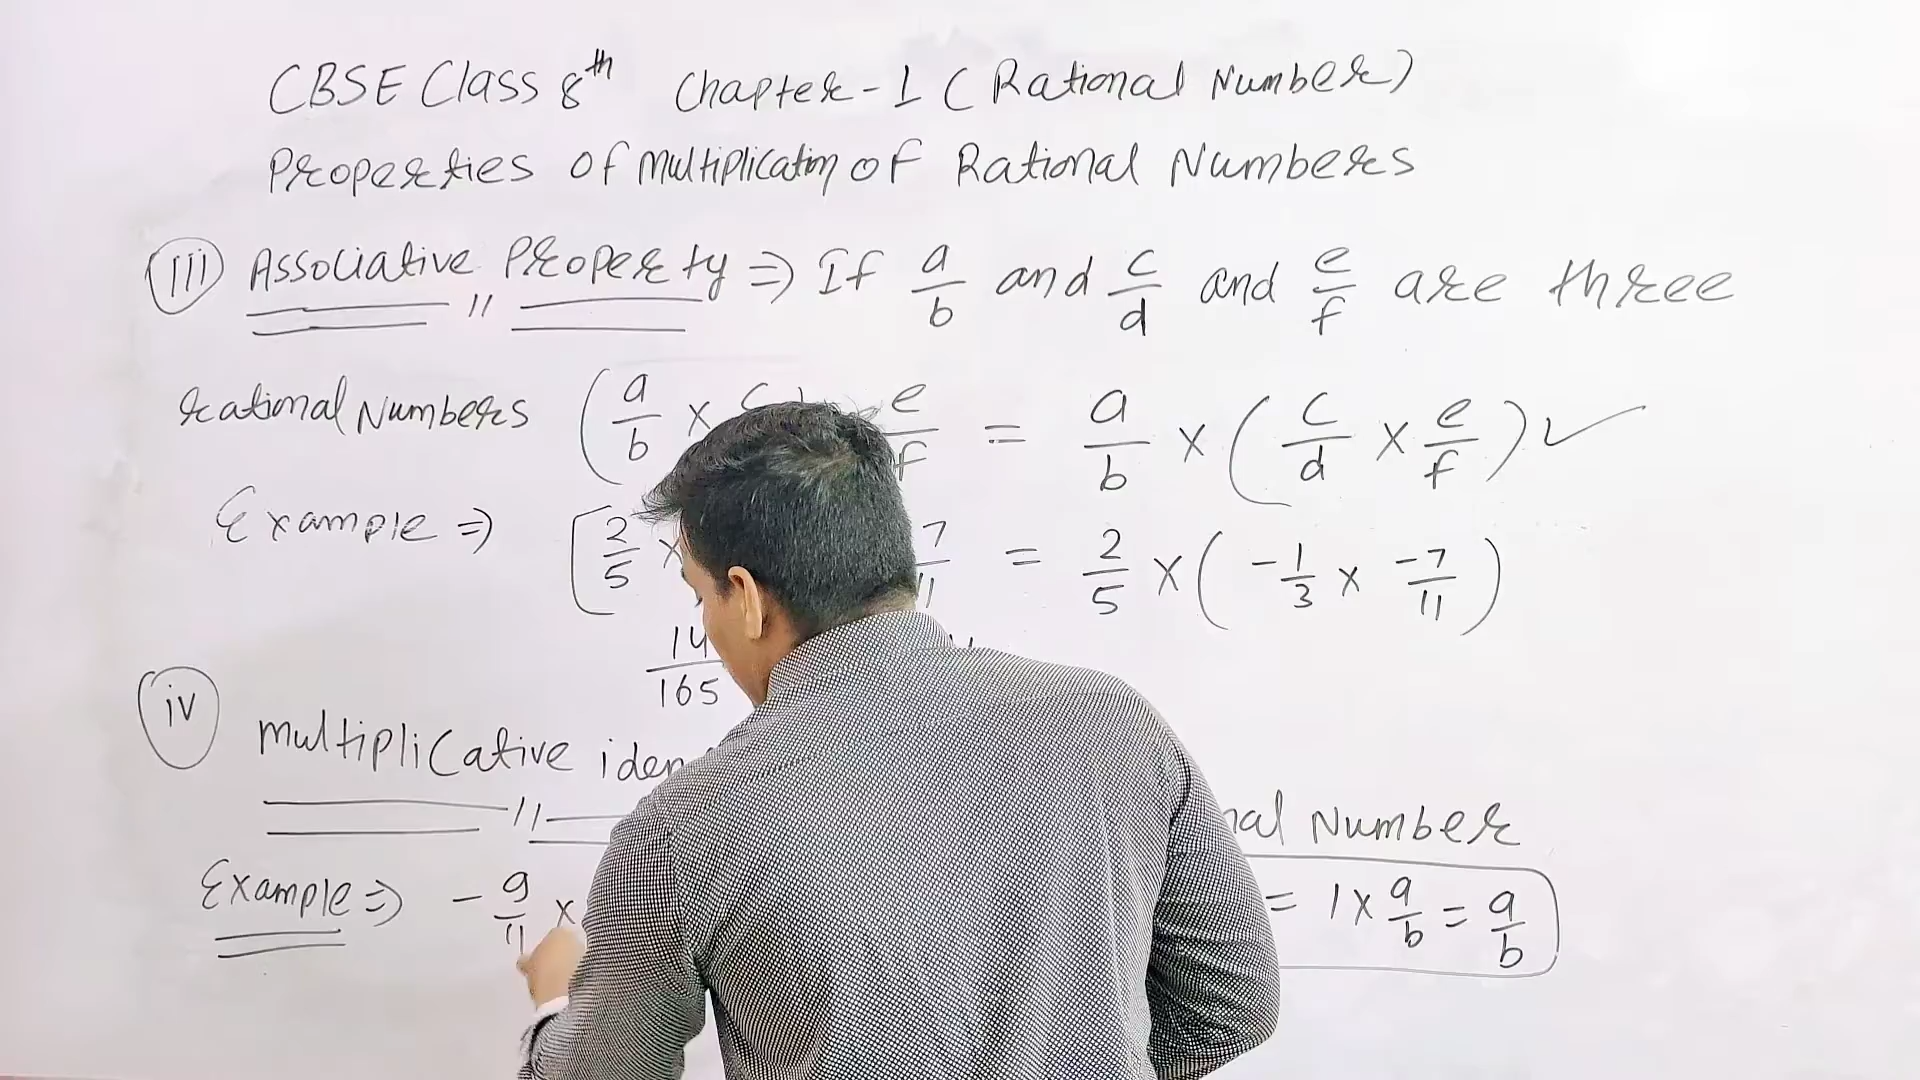 CBSE Class 8th Chapter-1 (Rational Number)
Properties of multiplication of Rational Numbers
(iii) Associative Property => If a/b and c/d and e/f are three
rational Numbers (a/b × c e/f = a/b × (c/d × e/f) ✓
Example => [2/5 × 7/11 = 2/5 × (-1/3 × -7/11)
14/165
(iv) multiplicative
Number
Example => -9/11 × = 1 × a/b = a/b